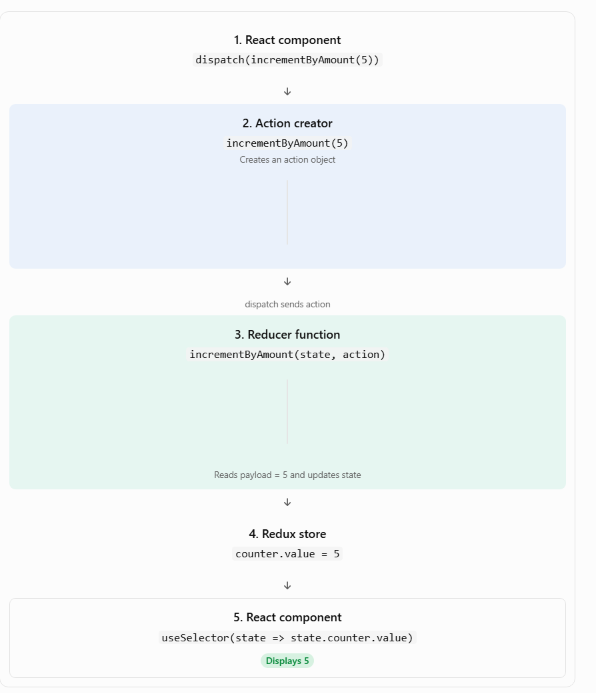 1. React component
dispatch(incrementByAmount(5))
↓
2. Action creator
incrementByAmount(5)
Creates an action object
↓
dispatch sends action
3. Reducer function
incrementByAmount(state, action)
Reads payload = 5 and updates state
↓
4. Redux store
counter.value = 5
↓
5. React component
useSelector(state => state.counter.value)
Displays 5